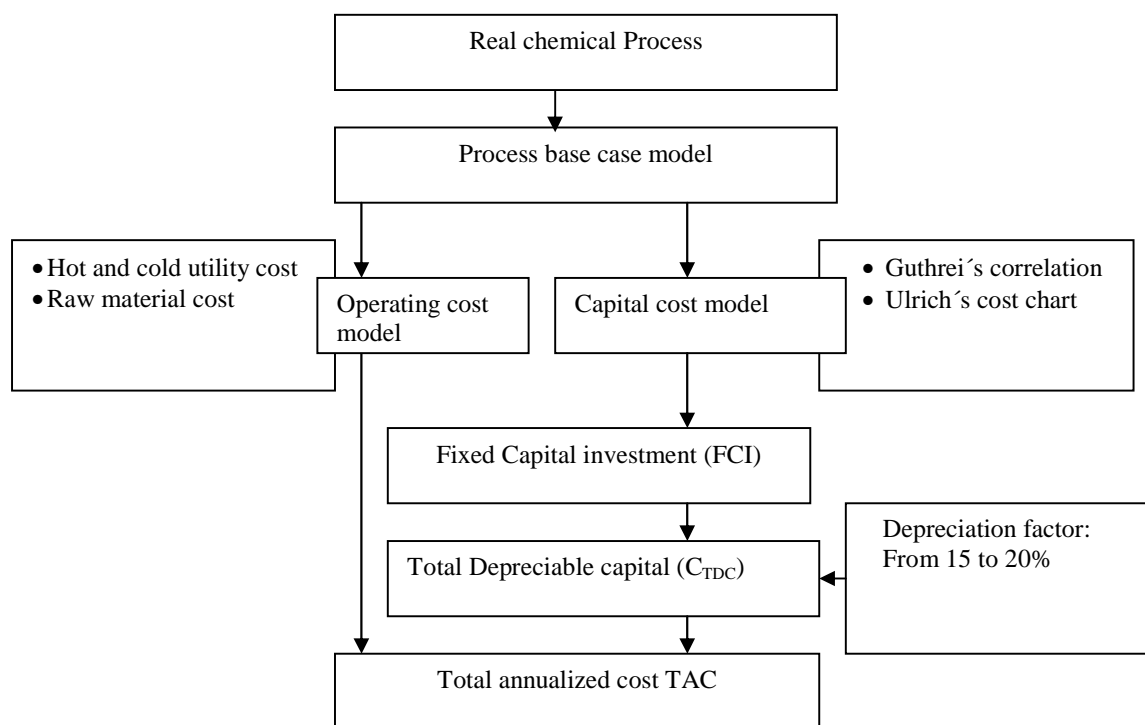 Real chemical Process
Process base case model
• Hot and cold utility cost
• Raw material cost
Operating cost
model
Capital cost model
• Guthrei´s correlation
• Ulrich´s cost chart
Fixed Capital investment (FCI)
Total Depreciable capital (CTDC)
Depreciation factor:
From 15 to 20%
Total annualized cost TAC